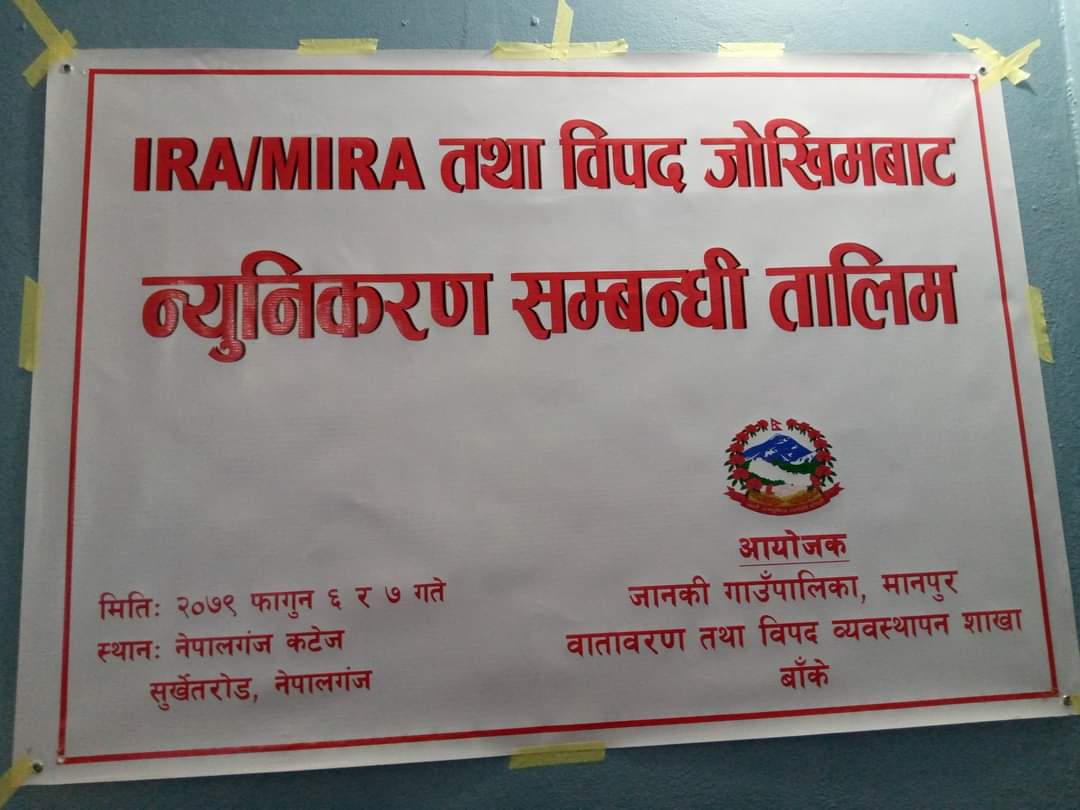 IRA/MIRA तथा विपद जोखिमबाट
न्युनिकरण सम्बन्धी तालिम
आयोजक
जानकी गाउँपालिका, मानपुर
वातावरण तथा विपद व्यवस्थापन शाखा
बाँके
मितिः २०७९ फागुन ६ र ७ गते
स्थानः नेपालगंज कटेज
सुर्खेतरोड, नेपालगंज